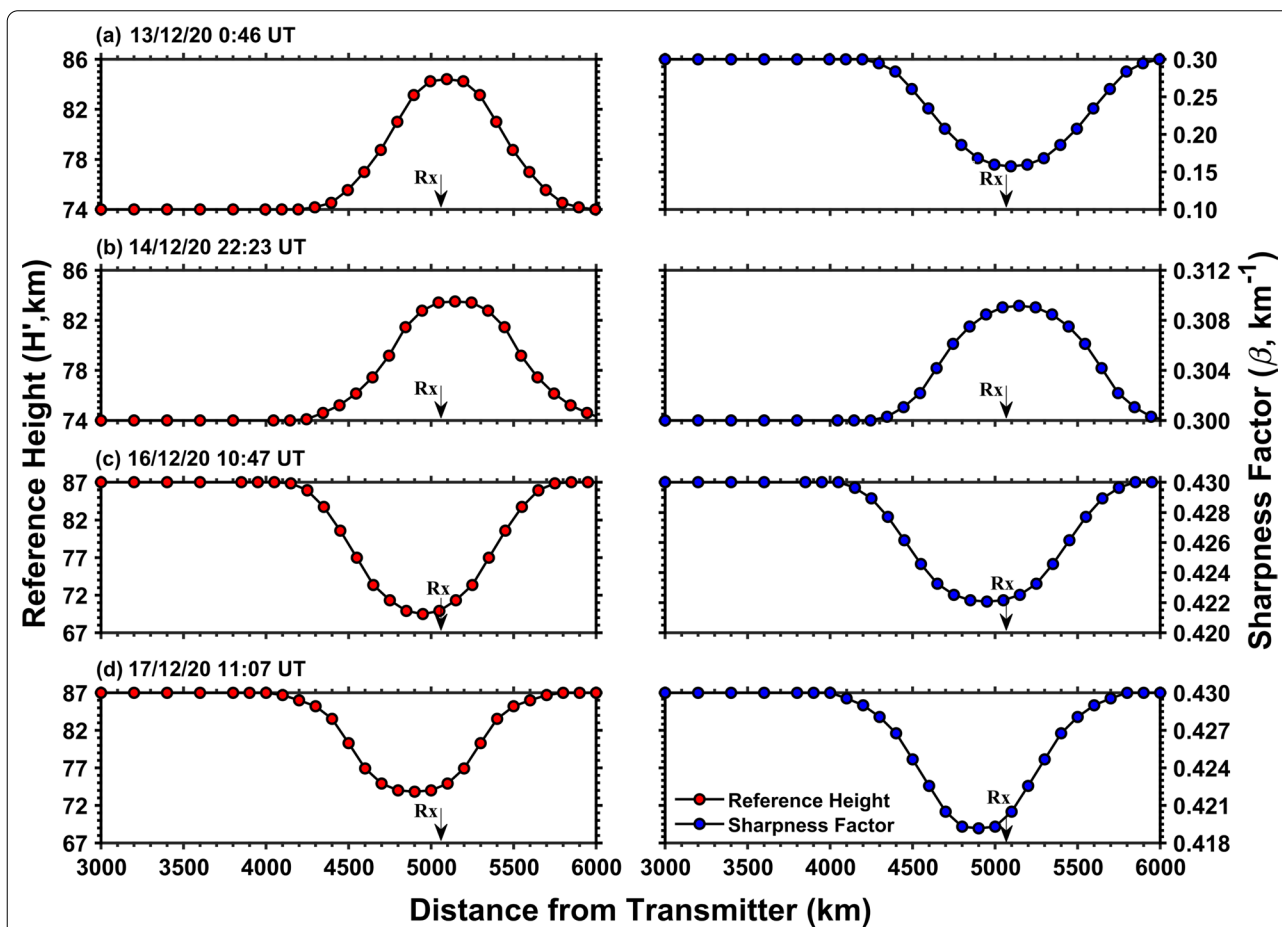 (a) 13/12/20 0:46 UT
86
82
78
74
Rx
0.30
0.25
0.20
0.15
0.10
Rx
(b) 14/12/20 22:23 UT
86
82
78
74
Rx
0.312
0.308
0.304
0.300
Rx
(c) 16/12/20 10:47 UT
87
82
77
72
67
Rx
0.430
0.428
0.426
0.424
0.422
0.420
Rx
(d) 17/12/20 11:07 UT
87
82
77
72
67
Rx
0.430
0.427
0.424
0.421
0.418
Rx
Reference Height
Sharpness Factor
3000 3500 4000 4500 5000 5500 6000
3000 3500 4000 4500 5000 5500 6000
Reference Height (H',km)
Sharpness Factor (β, km⁻¹)
Distance from Transmitter (km)